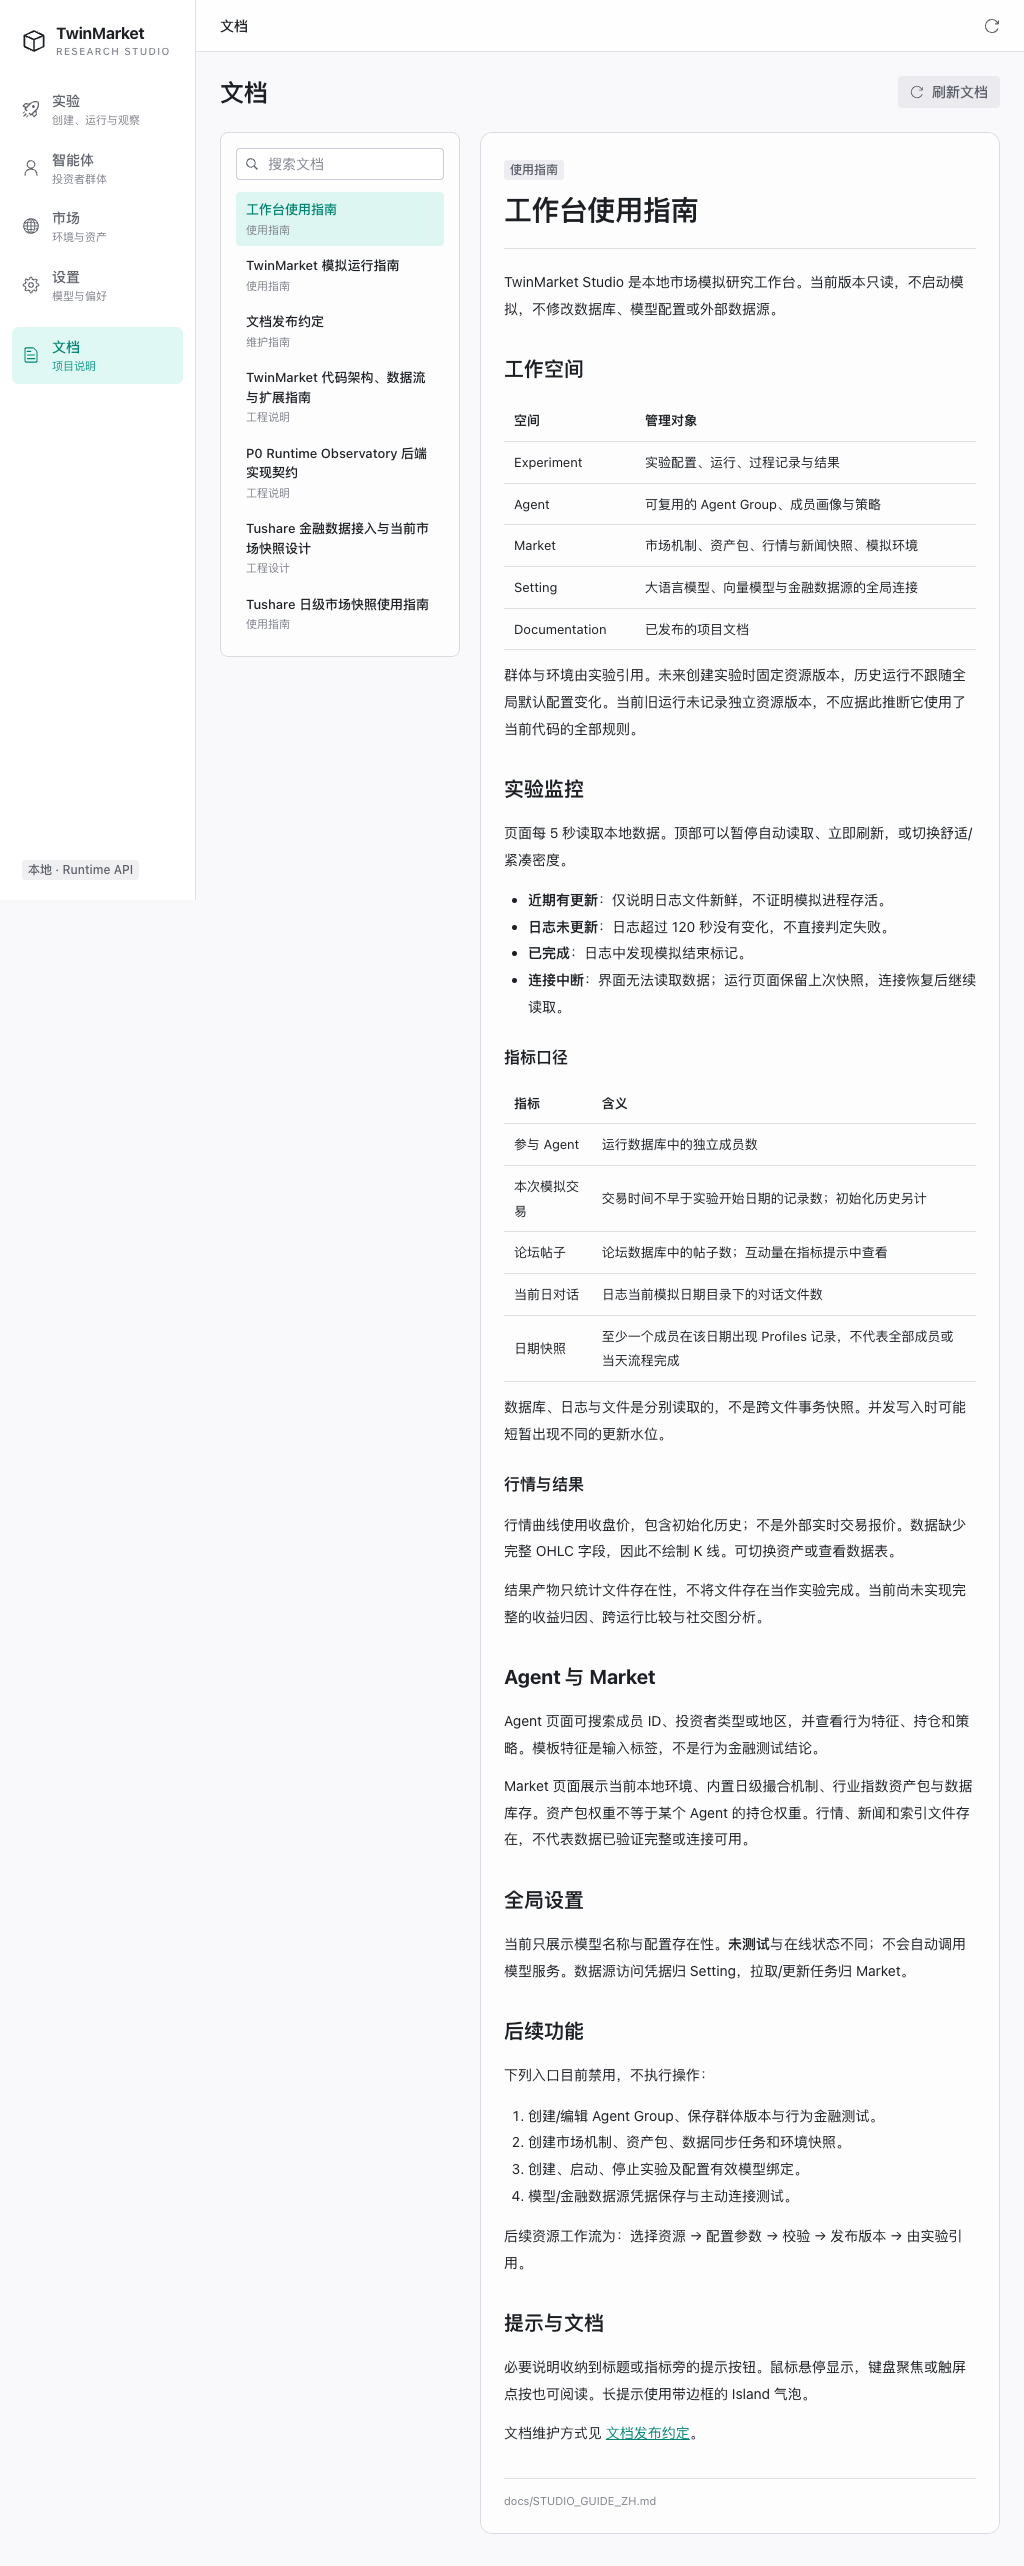 TwinMarket
RESEARCH STUDIO
实验
创建、运行与观察
智能体
投资者群体
市场
环境与资产
设置
模型与偏好
文档
项目说明
本地 · Runtime API
文档
文档
刷新文档
搜索文档
工作台使用指南
使用指南
TwinMarket 模拟运行指南
使用指南
文档发布约定
维护指南
TwinMarket 代码架构、数据流
与扩展指南
工程说明
P0 Runtime Observatory 后端
实现契约
工程说明
Tushare 金融数据接入与当前市
场快照设计
工程设计
Tushare 日级市场快照使用指南
使用指南
使用指南
工作台使用指南
TwinMarket Studio 是本地市场模拟研究工作台。当前版本只读，不启动模
拟，不修改数据库、模型配置或外部数据源。
工作空间
空间 管理对象
Experiment 实验配置、运行、过程记录与结果
Agent 可复用的 Agent Group、成员画像与策略
Market 市场机制、资产包、行情与新闻快照、模拟环境
Setting 大语言模型、向量模型与金融数据源的全局连接
Documentation 已发布的项目文档
群体与环境由实验引用。未来创建实验时固定资源版本，历史运行不跟随全
局默认配置变化。当前旧运行未记录独立资源版本，不应据此推断它使用了
当前代码的全部规则。
实验监控
页面每 5 秒读取本地数据。顶部可以暂停自动读取、立即刷新，或切换舒适/
紧凑密度。
• 近期有更新：仅说明日志文件新鲜，不证明模拟进程存活。
• 日志未更新：日志超过 120 秒没有变化，不直接判定失败。
• 已完成：日志中发现模拟结束标记。
• 连接中断：界面无法读取数据；运行页面保留上次快照，连接恢复后继续
读取。
指标口径
指标 含义
参与 Agent 运行数据库中的独立成员数
本次模拟交
易 交易时间不早于实验开始日期的记录数；初始化历史另计
论坛帖子 论坛数据库中的帖子数；互动量在指标提示中查看
当前日对话 日志当前模拟日期目录下的对话文件数
日期快照 至少一个成员在该日期出现 Profiles 记录，不代表全部成员或
当天流程完成
数据库、日志与文件是分别读取的，不是跨文件事务快照。并发写入时可能
短暂出现不同的更新水位。
行情与结果
行情曲线使用收盘价，包含初始化历史；不是外部实时交易报价。数据缺少
完整 OHLC 字段，因此不绘制 K 线。可切换资产或查看数据表。
结果产物只统计文件存在性，不将文件存在当作实验完成。当前尚未实现完
整的收益归因、跨运行比较与社交图分析。
Agent 与 Market
Agent 页面可搜索成员 ID、投资者类型或地区，并查看行为特征、持仓和策
略。模板特征是输入标签，不是行为金融测试结论。
Market 页面展示当前本地环境、内置日级撮合机制、行业指数资产包与数据
库存。资产包权重不等于某个 Agent 的持仓权重。行情、新闻和索引文件存
在，不代表数据已验证完整或连接可用。
全局设置
当前只展示模型名称与配置存在性。未测试与在线状态不同；不会自动调用
模型服务。数据源访问凭据归 Setting，拉取/更新任务归 Market。
后续功能
下列入口目前禁用，不执行操作：
1. 创建/编辑 Agent Group、保存群体版本与行为金融测试。
2. 创建市场机制、资产包、数据同步任务和环境快照。
3. 创建、启动、停止实验及配置有效模型绑定。
4. 模型/金融数据源凭据保存与主动连接测试。
后续资源工作流为：选择资源 → 配置参数 → 校验 → 发布版本 → 由实验引
用。
提示与文档
必要说明收纳到标题或指标旁的提示按钮。鼠标悬停显示，键盘聚焦或触屏
点按也可阅读。长提示使用带边框的 Island 气泡。
文档维护方式见 文档发布约定。
docs/STUDIO_GUIDE_ZH.md